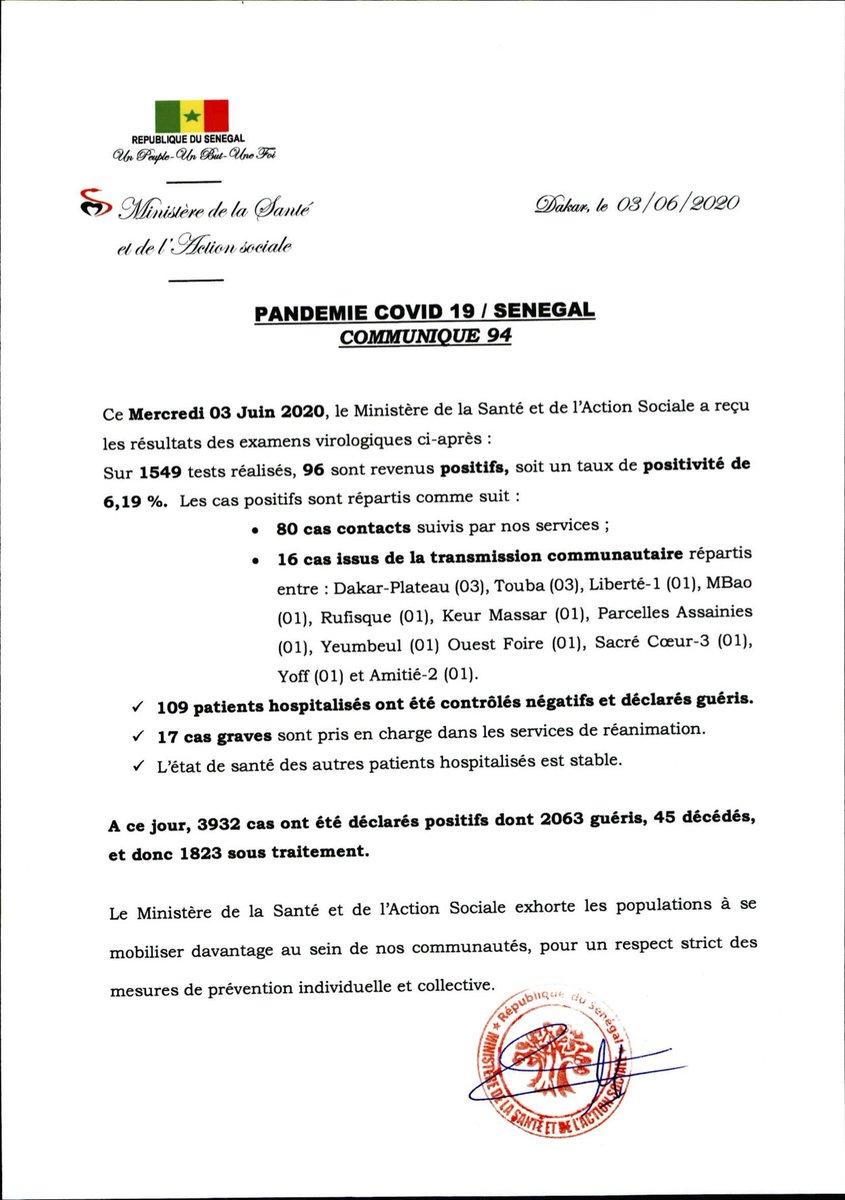 REPUBLIQUE DU SENEGAL
Un Peuple-Un But-Une Foi
Ministère de la Santé
et de l'Action sociale
Dakar, le 03/06/2020
PANDEMIE COVID 19 / SENEGAL
COMMUNIQUE 94
Ce Mercredi 03 Juin 2020, le Ministère de la Santé et de l'Action Sociale a reçu
les résultats des examens virologiques ci-après :
Sur 1549 tests réalisés, 96 sont revenus positifs, soit un taux de positivité de
6,19 %. Les cas positifs sont répartis comme suit :
• 80 cas contacts suivis par nos services ;
• 16 cas issus de la transmission communautaire répartis
entre : Dakar-Plateau (03), Touba (03), Liberté-1 (01), MBao
(01), Rufisque (01), Keur Massar (01), Parcelles Assainies
(01), Yeumbeul (01) Ouest Foire (01), Sacré Cœur-3 (01),
Yoff (01) et Amitié-2 (01).
✓ 109 patients hospitalisés ont été contrôlés négatifs et déclarés guéris.
✓ 17 cas graves sont pris en charge dans les services de réanimation.
✓ L'état de santé des autres patients hospitalisés est stable.
A ce jour, 3932 cas ont été déclarés positifs dont 2063 guéris, 45 décédés,
et donc 1823 sous traitement.
Le Ministère de la Santé et de l'Action Sociale exhorte les populations à se
mobiliser davantage au sein de nos communautés, pour un respect strict des
mesures de prévention individuelle et collective.
République du Sénégal
MINISTERE DE LA SANTÉ ET DE L'ACTION SOCIALE